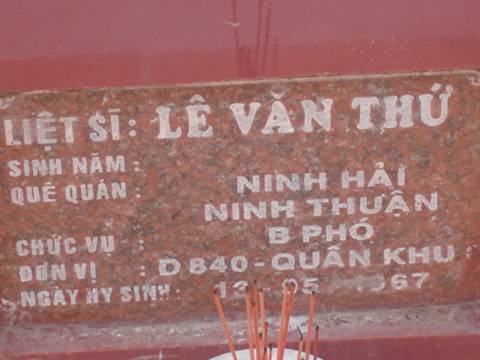 LIỆT SĨ: LÊ VĂN THỨ
SINH NĂM :
QUÊ QUÁN : NINH HẢI
NINH THUẬN
CHỨC VỤ : B PHÓ
ĐƠN VỊ : D 840 - QUÂN KHU
NGÀY HY SINH : 05